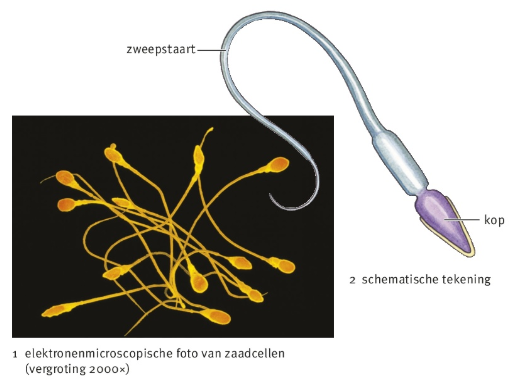 zweepstaart
kop
2 schematische tekening
1 elektronenmicroscopische foto van zaadcellen
(vergroting 2000×)